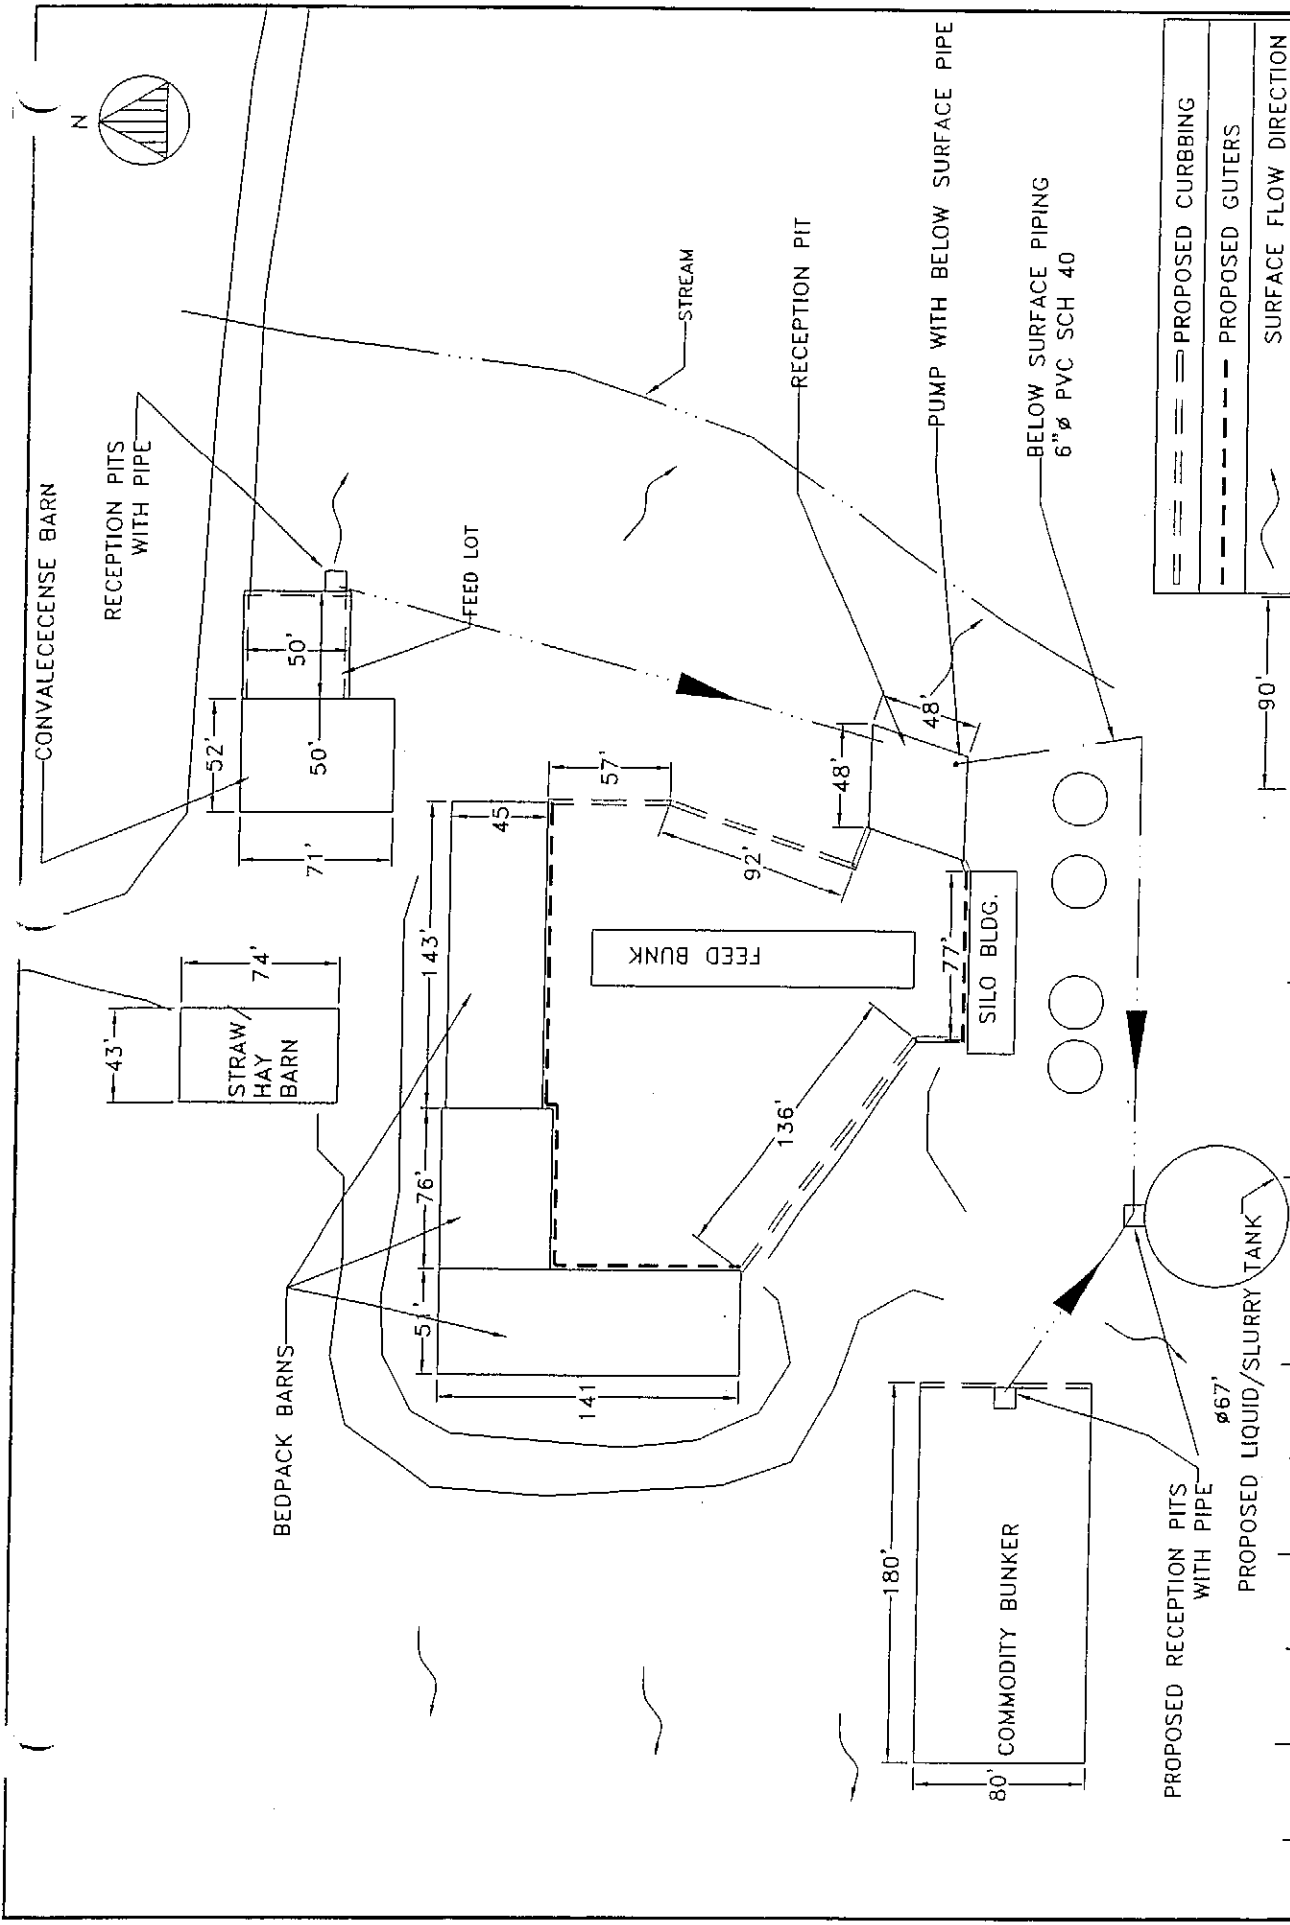 CONVALECECENSE BARN
N
RECEPTION PITS
WITH PIPE
43'
74'
STRAW/
HAY
BARN
52'
71'
50'
50'
FEED LOT
BEDPACK BARNS
51'
76'
143'
45
141
57'
92'
STREAM
RECEPTION PIT
FEED BUNK
136'
77'
48'
48'
SILO BLDG.
PUMP WITH BELOW SURFACE PIPE
BELOW SURFACE PIPING
6"ø PVC SCH 40
180'
80'
COMMODITY BUNKER
PROPOSED RECEPTION PITS
WITH PIPE
ø67'
PROPOSED LIQUID/SLURRY TANK
90'
PROPOSED CURBBING
PROPOSED GUTERS
SURFACE FLOW DIRECTION